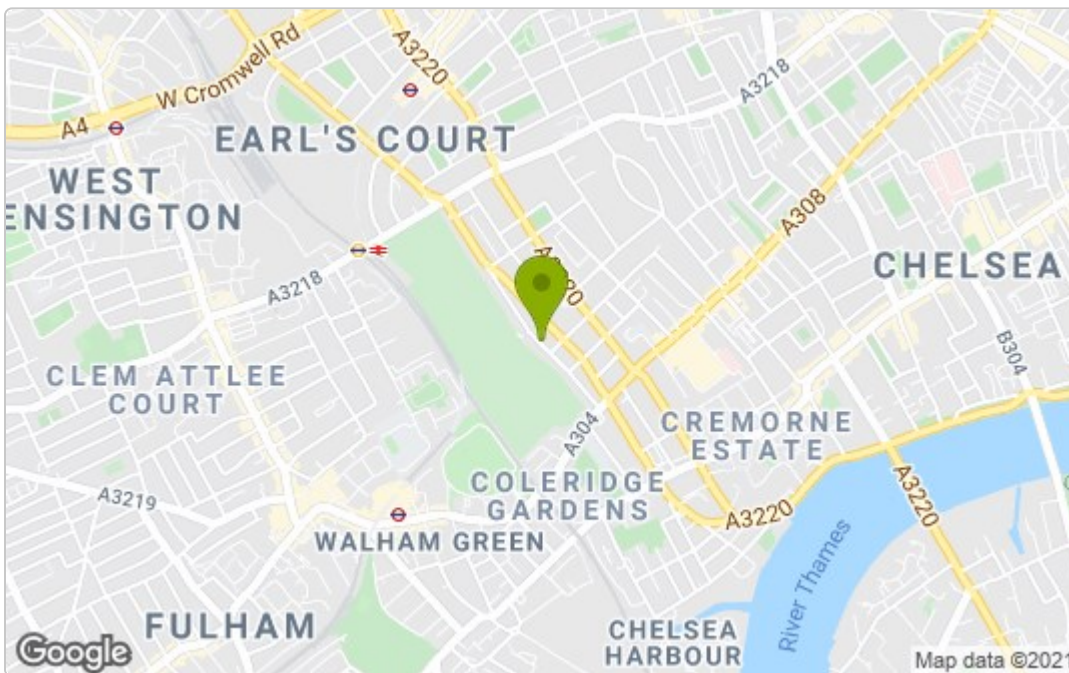 A3220
W Cromwell Rd
A3218
A4
EARL'S COURT
WEST
ENSINGTON
A308
CHELSEA
A3218
B304
CLEM ATTLEE
COURT
CREMORNE
ESTATE
A304
COLERIDGE
GARDENS
A3219
A3220
A3220
WALHAM GREEN
River Thames
FULHAM
CHELSEA
HARBOUR
Google
Map data ©2021